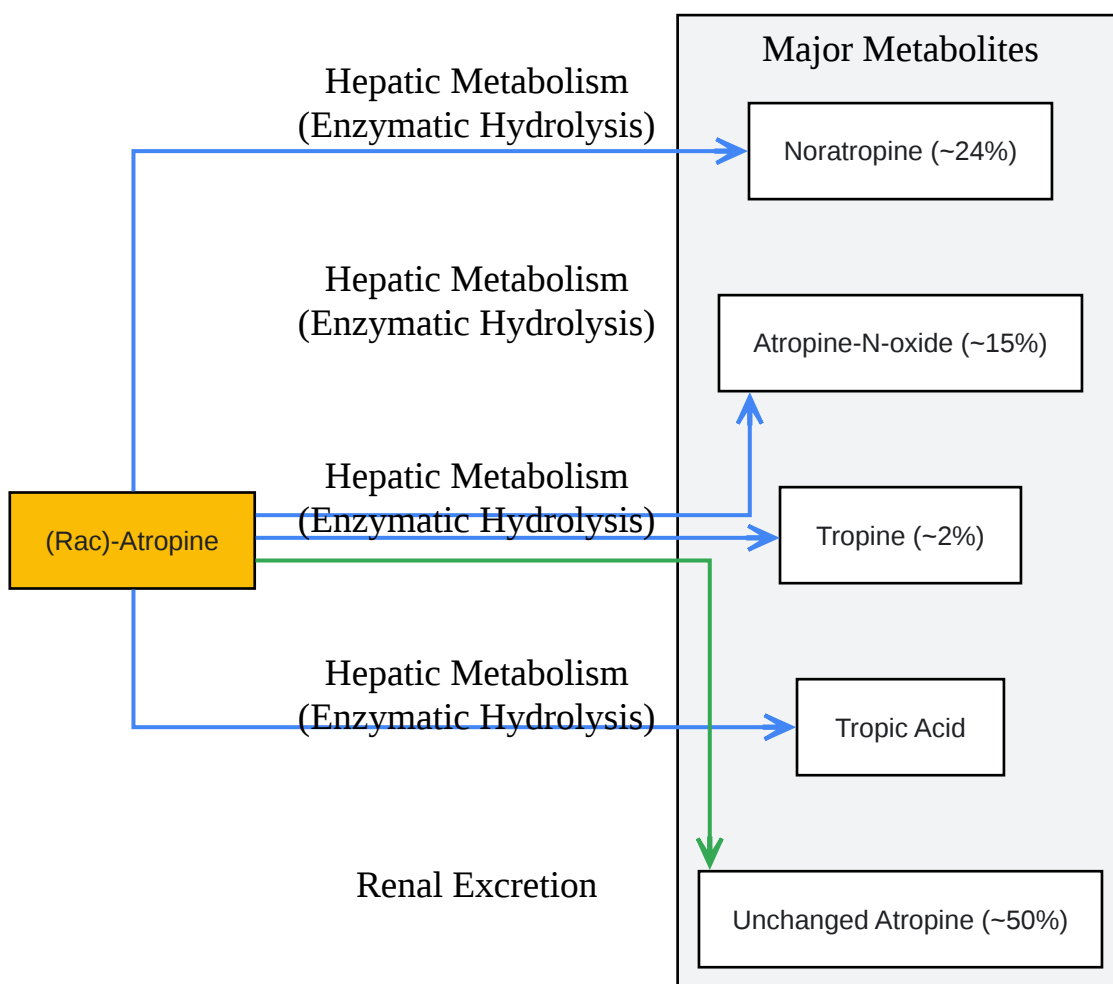 Major Metabolites
Hepatic Metabolism
(Enzymatic Hydrolysis)
Noratropine (~24%)
Hepatic Metabolism
(Enzymatic Hydrolysis)
Atropine-N-oxide (~15%)
Hepatic Metabolism
(Enzymatic Hydrolysis)
(Rac)-Atropine
Tropine (~2%)
Hepatic Metabolism
(Enzymatic Hydrolysis)
Tropic Acid
Renal Excretion
Unchanged Atropine (~50%)